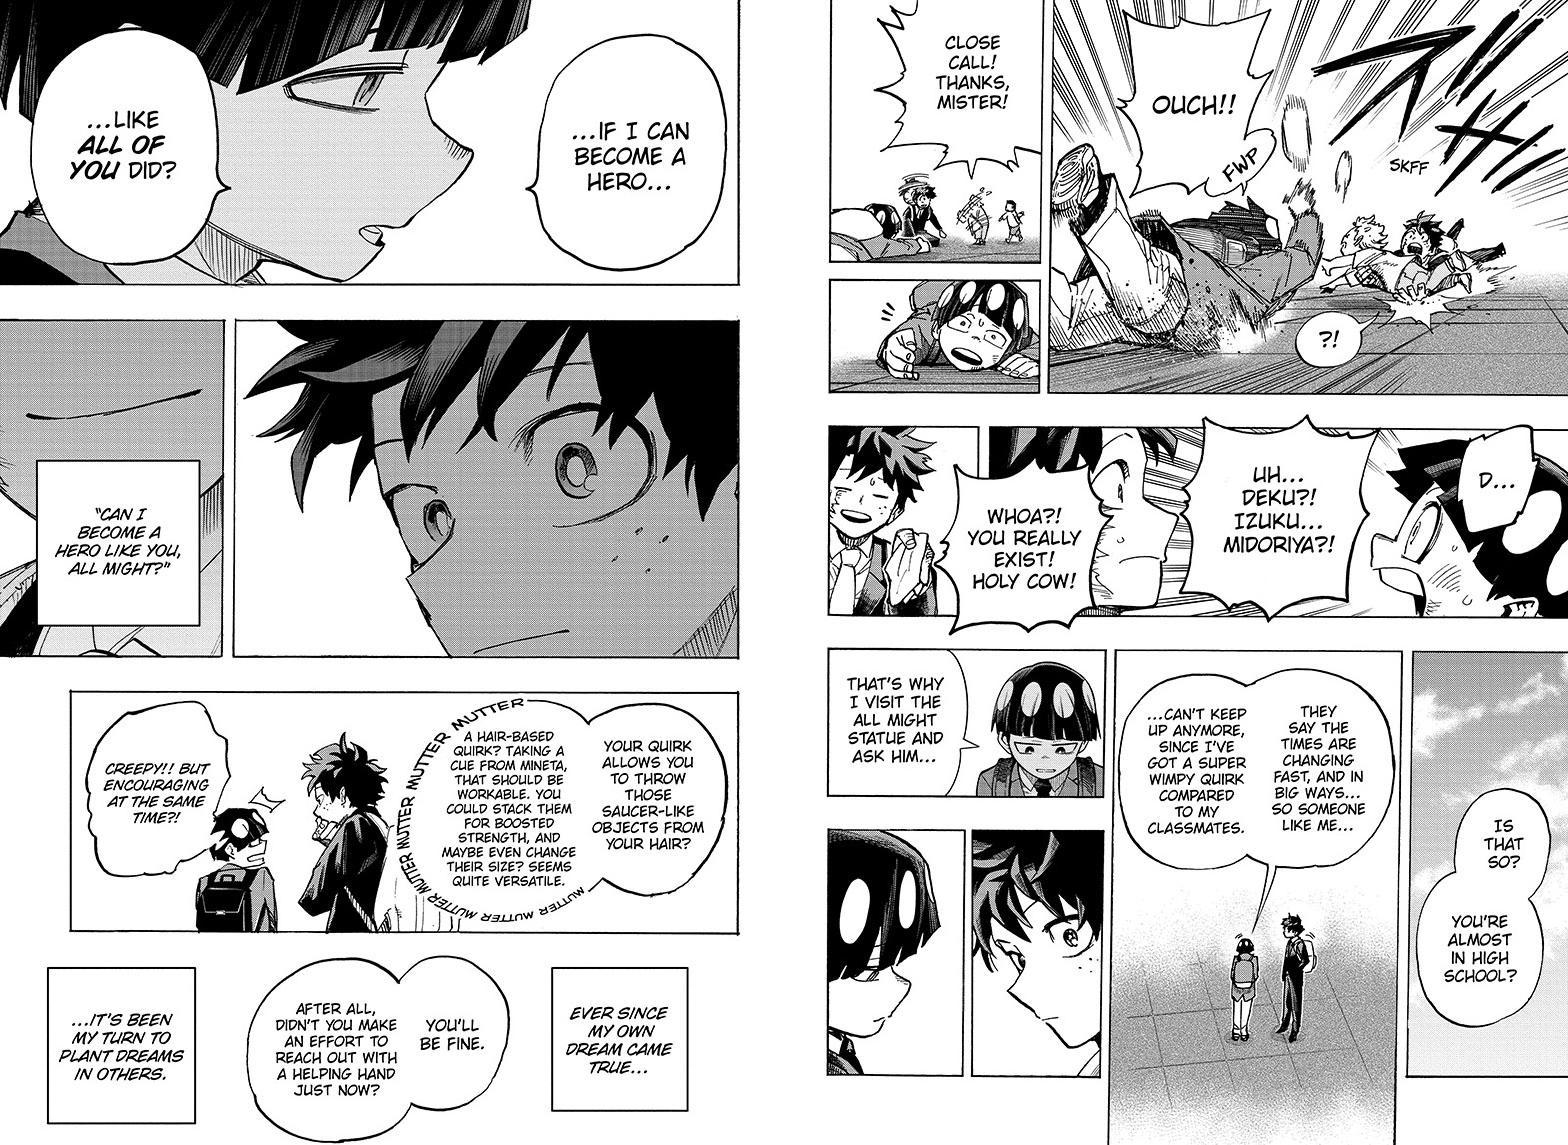 OUCH!!
FWP
SKFF
?!
CLOSE
CALL!
THANKS,
MISTER!
D...
UH...
DEKU?!
IZUKU...
MIDORIYA?!
WHOA?!
YOU REALLY
EXIST!
HOLY COW!
IS
THAT
SO?
YOU'RE
ALMOST
IN HIGH
SCHOOL?
THEY
SAY THE
TIMES ARE
CHANGING
FAST, AND IN
BIG WAYS...
SO SOMEONE
LIKE ME...
...CAN'T KEEP
UP ANYMORE,
SINCE I'VE
GOT A SUPER
WIMPY QUIRK
COMPARED
TO MY
CLASSMATES.
THAT'S WHY
I VISIT THE
ALL MIGHT
STATUE AND
ASK HIM...
...IF I CAN
BECOME A
HERO...
...LIKE
ALL OF
YOU DID?
"CAN I
BECOME A
HERO LIKE YOU,
ALL MIGHT?"
YOUR QUIRK
ALLOWS YOU
TO THROW
THOSE
SAUCER-LIKE
OBJECTS FROM
YOUR HAIR?
A HAIR-BASED
QUIRK? TAKING A
CUE FROM MINETA,
THAT SHOULD BE
WORKABLE. YOU
COULD STACK THEM
FOR BOOSTED
STRENGTH, AND
MAYBE EVEN CHANGE
THEIR SIZE? SEEMS
QUITE VERSATILE.
MUTTER MUTTER MUTTER MUTTER MUTTER MUTTER MUTTER
CREEPY!! BUT
ENCOURAGING
AT THE SAME
TIME?!
EVER SINCE
MY OWN
DREAM CAME
TRUE...
YOU'LL
BE FINE.
AFTER ALL,
DIDN'T YOU MAKE
AN EFFORT TO
REACH OUT WITH
A HELPING HAND
JUST NOW?
...IT'S BEEN
MY TURN TO
PLANT DREAMS
IN OTHERS.